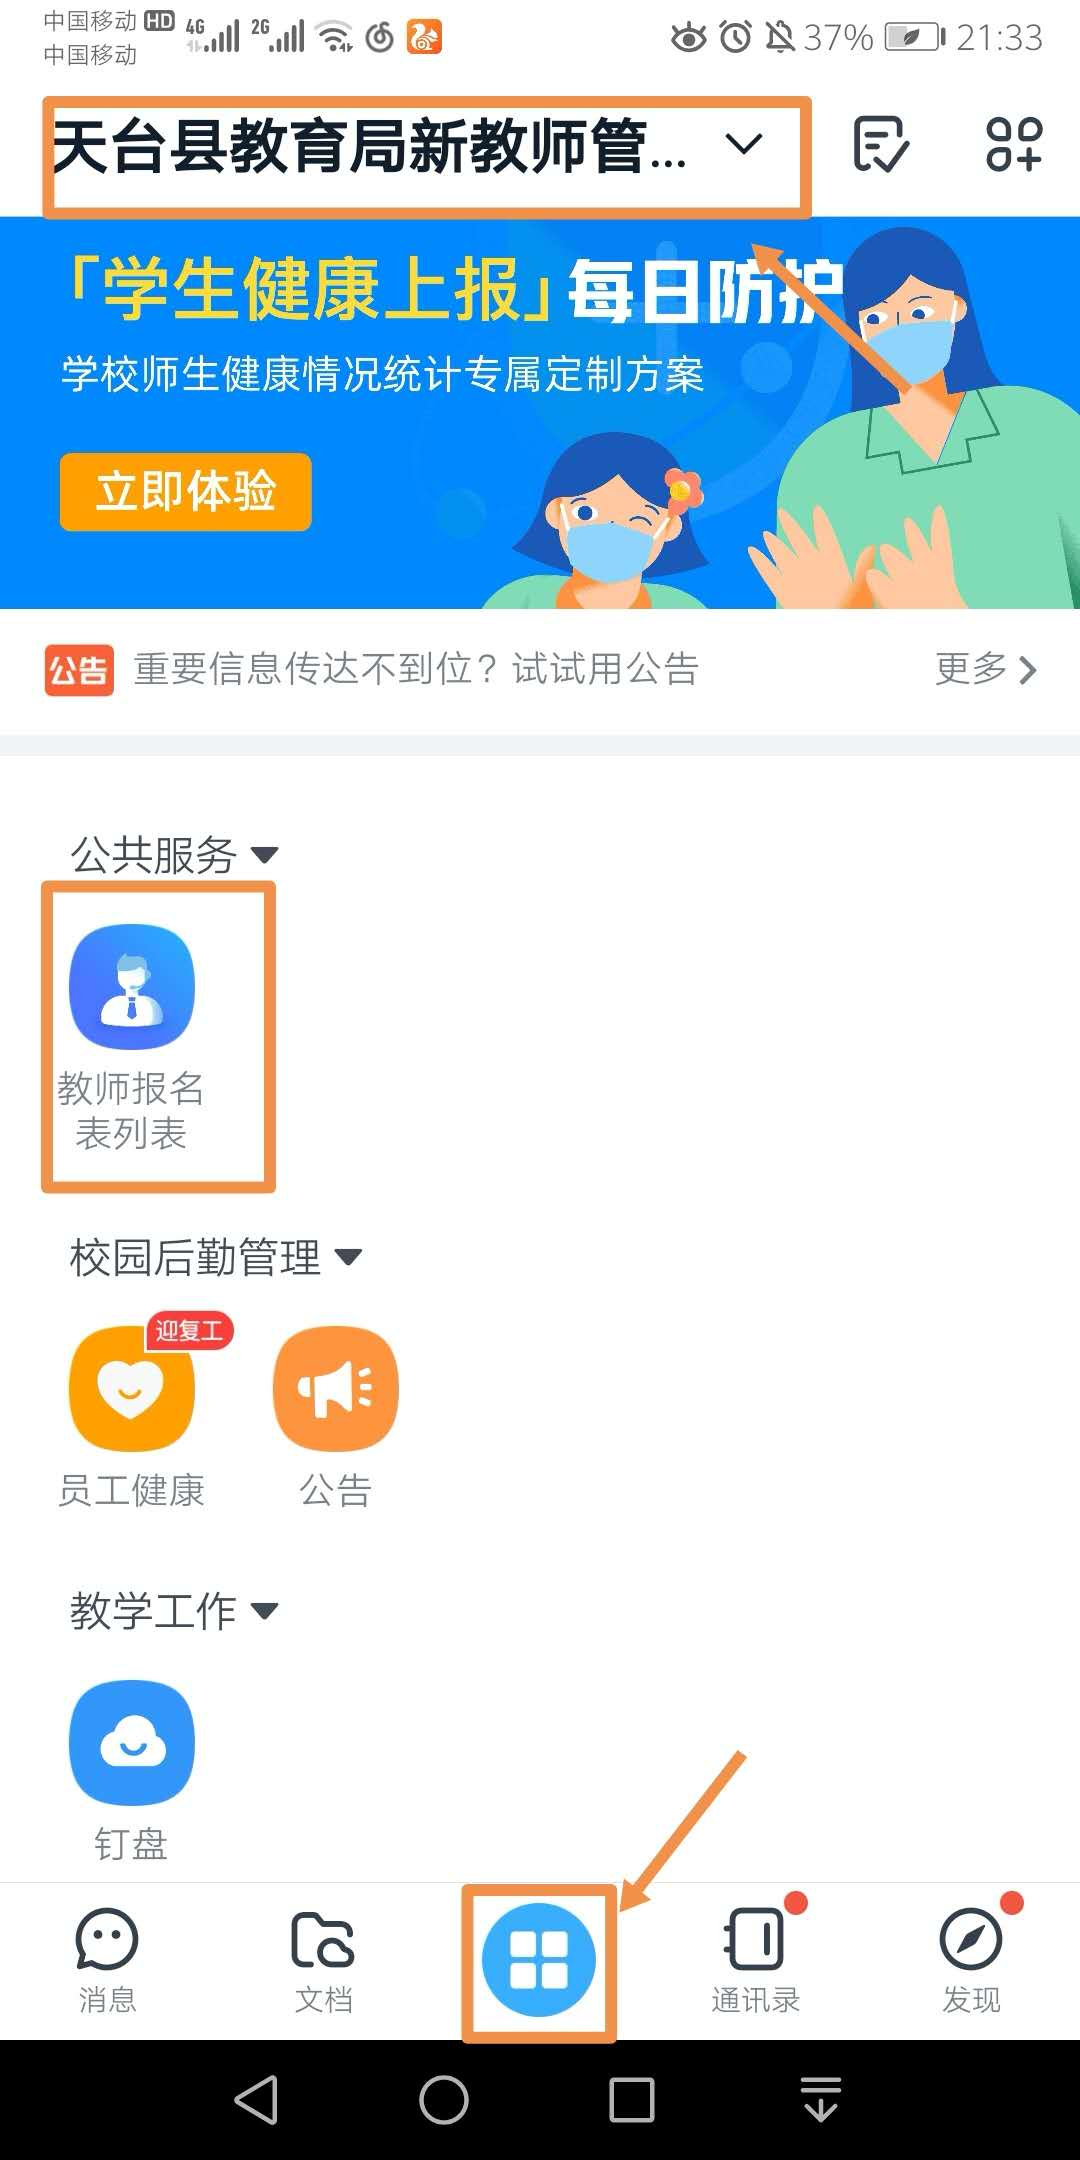 中国移动 HD 4G 2G 37% 21:33
中国移动
天台县教育局新教师管...
「学生健康上报」每日防护
学校师生健康情况统计专属定制方案
立即体验
公告 重要信息传达不到位？试试用公告 更多
公共服务
教师报名
表列表
校园后勤管理
迎复工
员工健康 公告
教学工作
钉盘
消息 文档 通讯录 发现